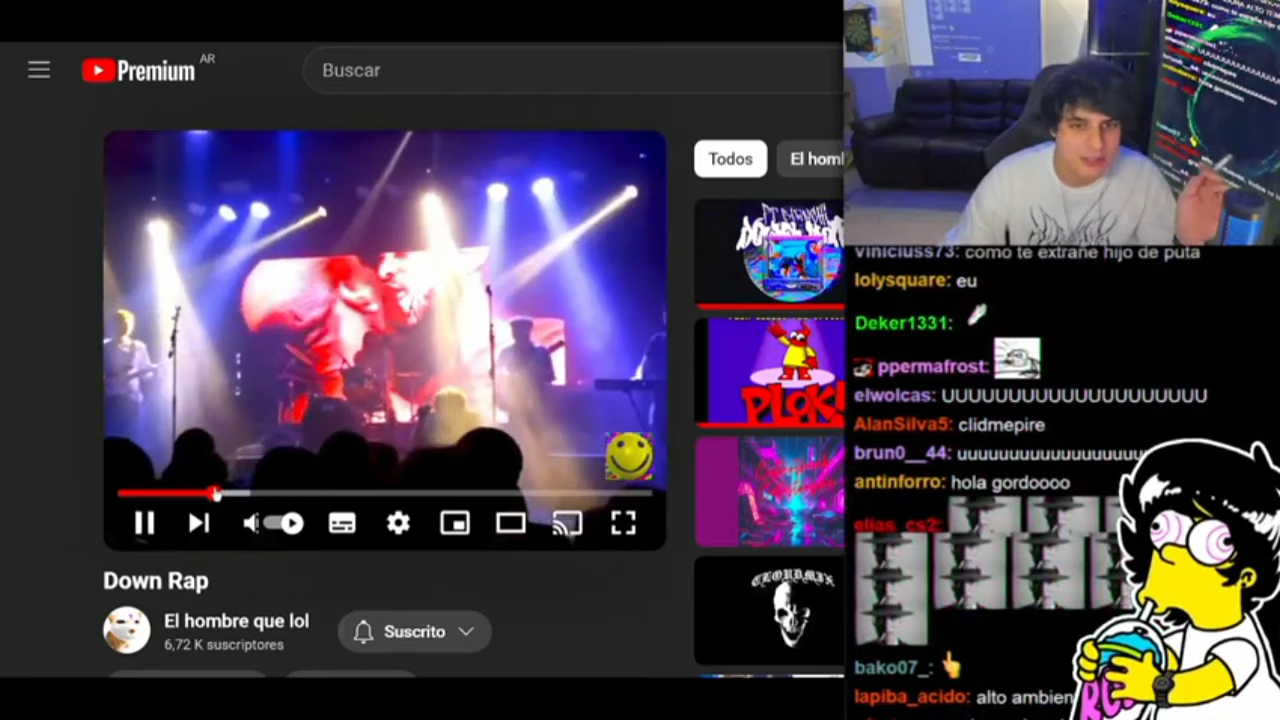 Premium
AR
Buscar
Todos
El homl
PLOK!
CLOUDMIX
Down Rap
El hombre que lol
6,72 K suscriptores
Suscrito
Viniciuss73: como te extrañe hijo de puta
lolysquare: eu
Deker1331:
ppermafrost:
elwolcas: UUUUUUUUUUUUUUUUUUUU
AlanSilva5: clidmepire
brun0__44: uuuuuuuuuuuuuuuuu
antinforro: hola gordoooo
elias_cs2:
bako07_:
lapiba_acido: alto ambien